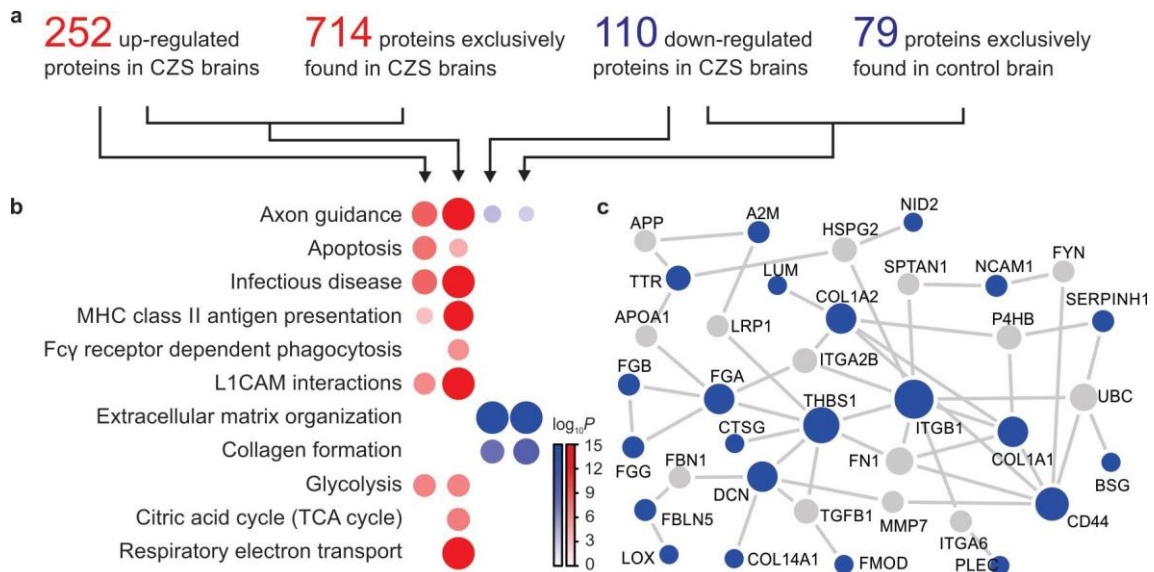 a
252 up-regulated
proteins in CZS brains
714 proteins exclusively
found in CZS brains
110 down-regulated
proteins in CZS brains
79 proteins exclusively
found in control brain
b
Axon guidance
Apoptosis
Infectious disease
MHC class II antigen presentation
Fcγ receptor dependent phagocytosis
L1CAM interactions
Extracellular matrix organization
Collagen formation
Glycolysis
Citric acid cycle (TCA cycle)
Respiratory electron transport
log₁₀P
15
12
9
6
3
0
c
NID2
A2M
APP
HSPG2
FYN
LUM
SPTAN1
NCAM1
TTR
COL1A2
SERPINH1
APOA1
LRP1
P4HB
ITGA2B
FGB
FGA
THBS1
UBC
ITGB1
CTSG
FGG
FBN1
FN1
COL1A1
BSG
DCN
FBLN5
TGFB1
MMP7
CD44
ITGA6
LOX
COL14A1
FMOD
PLEC